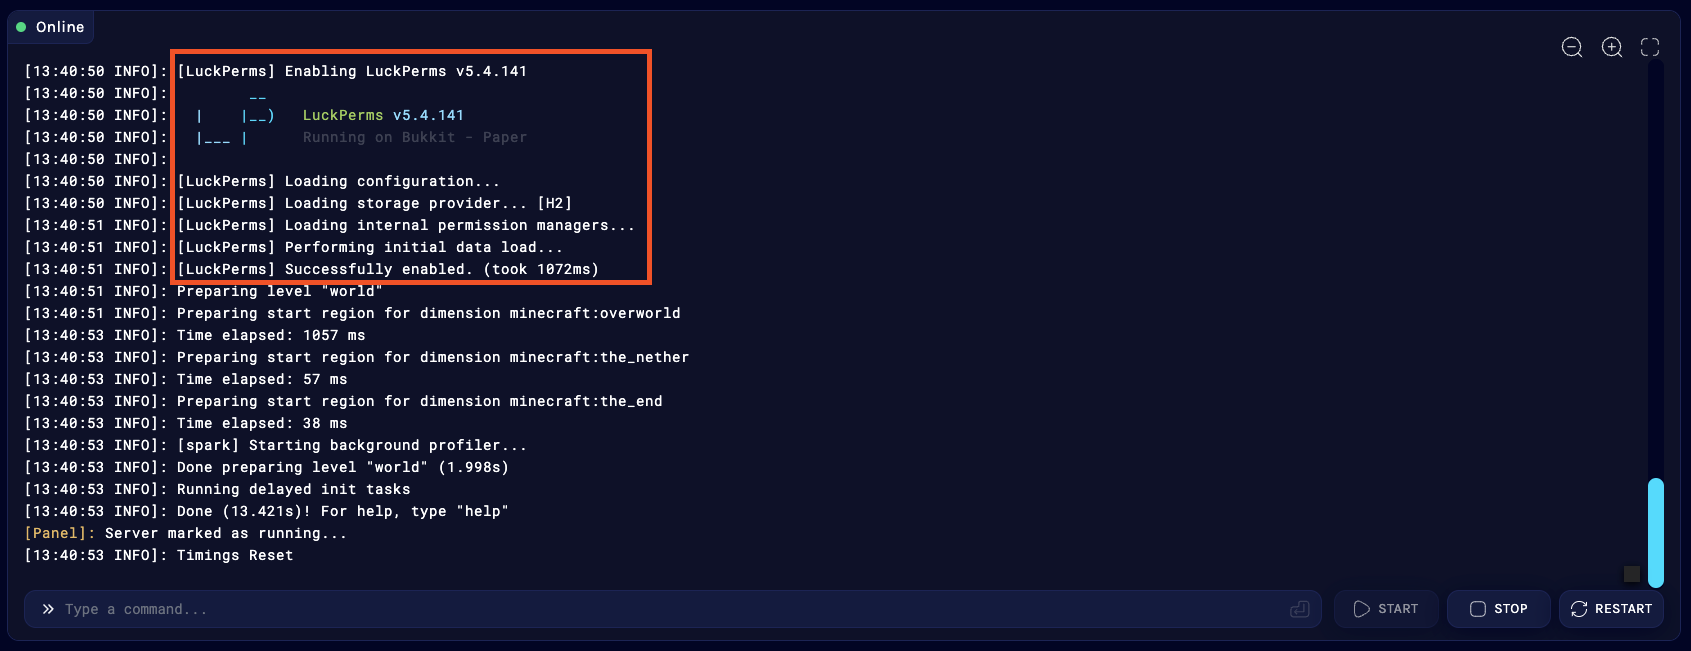 Online
[13:40:50 INFO]: [LuckPerms] Enabling LuckPerms v5.4.141
[13:40:50 INFO]:         __
[13:40:50 INFO]:   |    |__)   LuckPerms v5.4.141
[13:40:50 INFO]:   |___ |      Running on Bukkit - Paper
[13:40:50 INFO]:
[13:40:50 INFO]: [LuckPerms] Loading configuration...
[13:40:50 INFO]: [LuckPerms] Loading storage provider... [H2]
[13:40:51 INFO]: [LuckPerms] Loading internal permission managers...
[13:40:51 INFO]: [LuckPerms] Performing initial data load...
[13:40:51 INFO]: [LuckPerms] Successfully enabled. (took 1072ms)
[13:40:51 INFO]: Preparing level "world"
[13:40:51 INFO]: Preparing start region for dimension minecraft:overworld
[13:40:53 INFO]: Time elapsed: 1057 ms
[13:40:53 INFO]: Preparing start region for dimension minecraft:the_nether
[13:40:53 INFO]: Time elapsed: 57 ms
[13:40:53 INFO]: Preparing start region for dimension minecraft:the_end
[13:40:53 INFO]: Time elapsed: 38 ms
[13:40:53 INFO]: [spark] Starting background profiler...
[13:40:53 INFO]: Done preparing level "world" (1.998s)
[13:40:53 INFO]: Running delayed init tasks
[13:40:53 INFO]: Done (13.421s)! For help, type "help"
[Panel]: Server marked as running...
[13:40:53 INFO]: Timings Reset
» Type a command...
START
STOP
RESTART